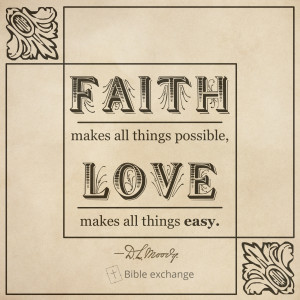 FAITH
makes all things possible,
LOVE
makes all things easy.
—D.L. Moody
Bible exchange